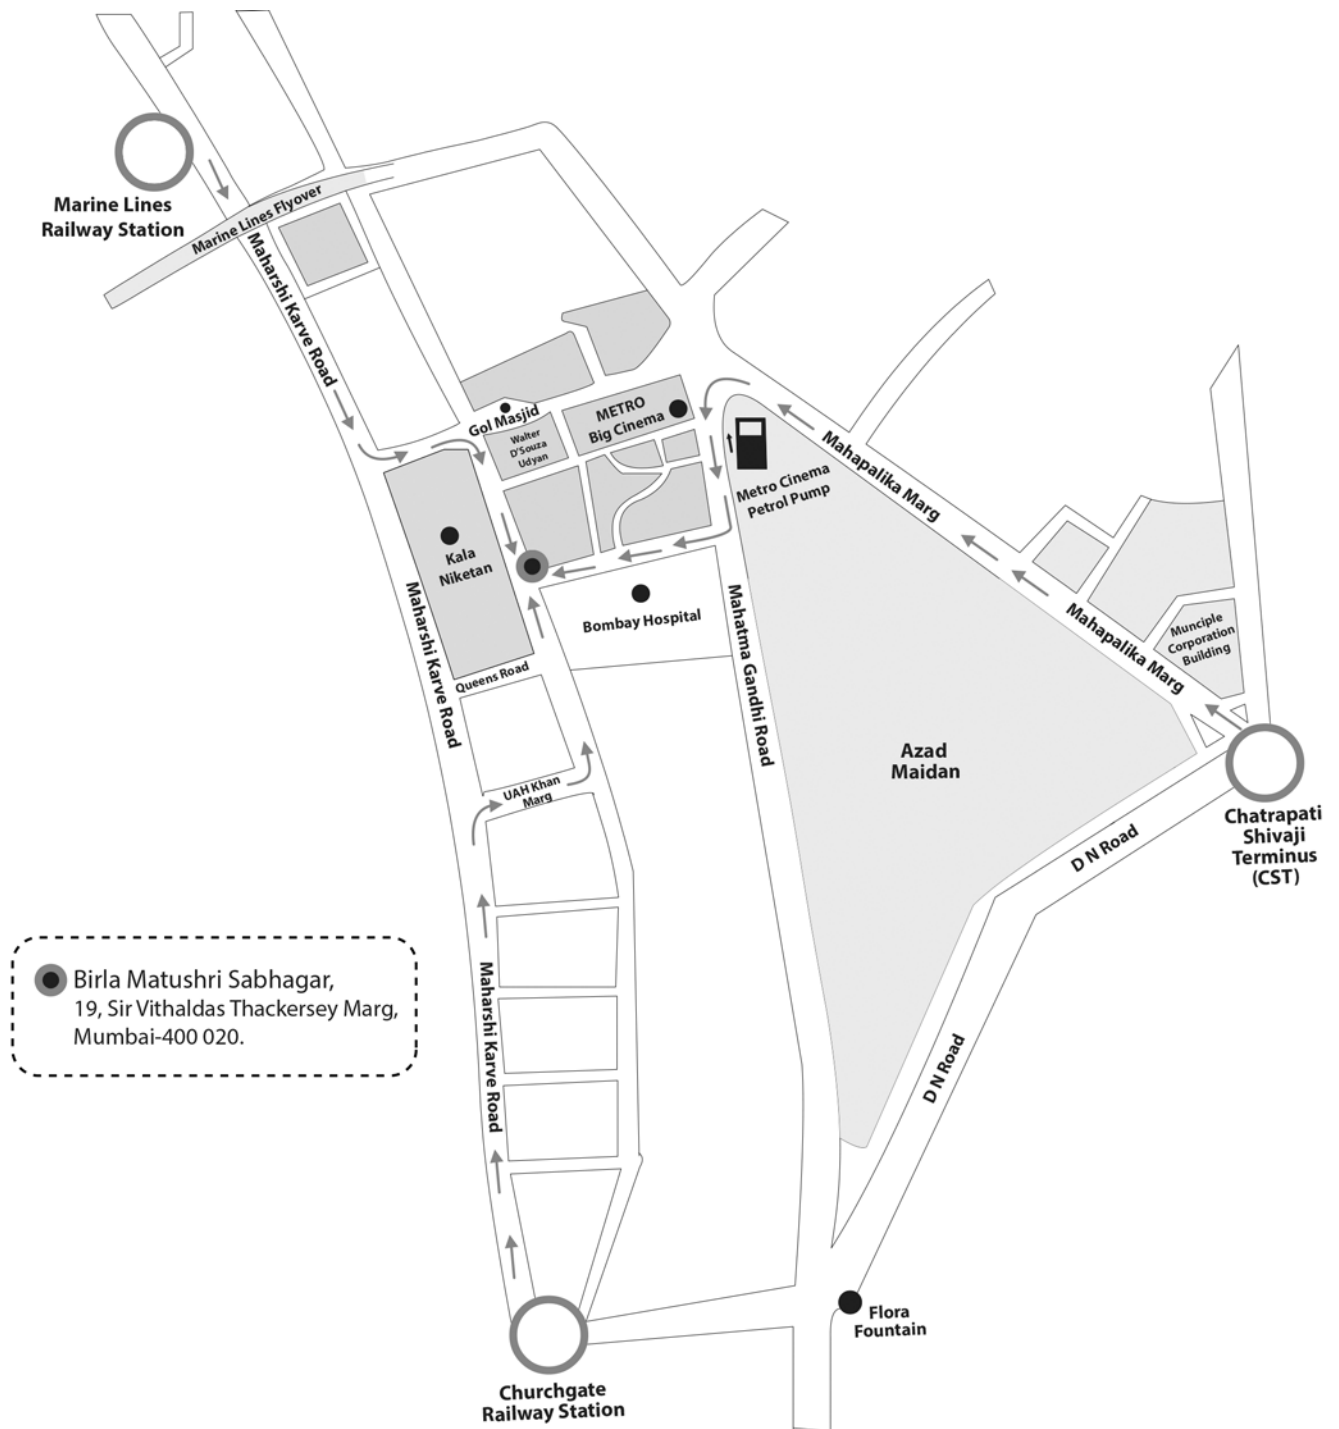 Marine Lines
Railway Station
Marine Lines Flyover
Maharshi Karve Road
Gol Masjid
Walter
D'Souza
Udyan
METRO
Big Cinema
Metro Cinema
Petrol Pump
Mahapalika Marg
Kala
Niketan
Bombay Hospital
Maharshi Karve Road
Queens Road
Mahatma Gandhi Road
Mahapalika Marg
Munciple
Corporation
Building
Azad
Maidan
UAH Khan
Marg
D N Road
Chatrapati
Shivaji
Terminus
(CST)
Birla Matushri Sabhagar,
19, Sir Vithaldas Thackersey Marg,
Mumbai-400 020.
Maharshi Karve Road
D N Road
Flora
Fountain
Churchgate
Railway Station